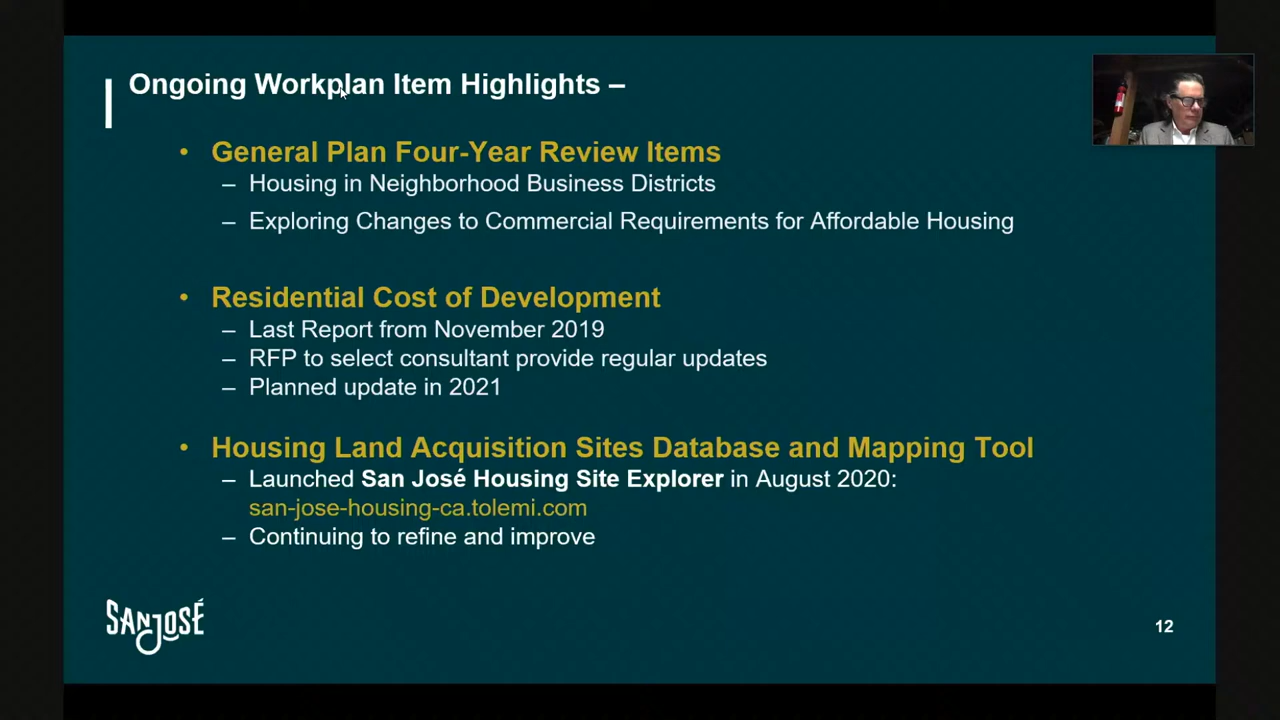 Ongoing Workplan Item Highlights –
• General Plan Four-Year Review Items
– Housing in Neighborhood Business Districts
– Exploring Changes to Commercial Requirements for Affordable Housing
• Residential Cost of Development
– Last Report from November 2019
– RFP to select consultant provide regular updates
– Planned update in 2021
• Housing Land Acquisition Sites Database and Mapping Tool
– Launched San José Housing Site Explorer in August 2020:
san-jose-housing-ca.tolemi.com
– Continuing to refine and improve
SAN JOSÉ
12